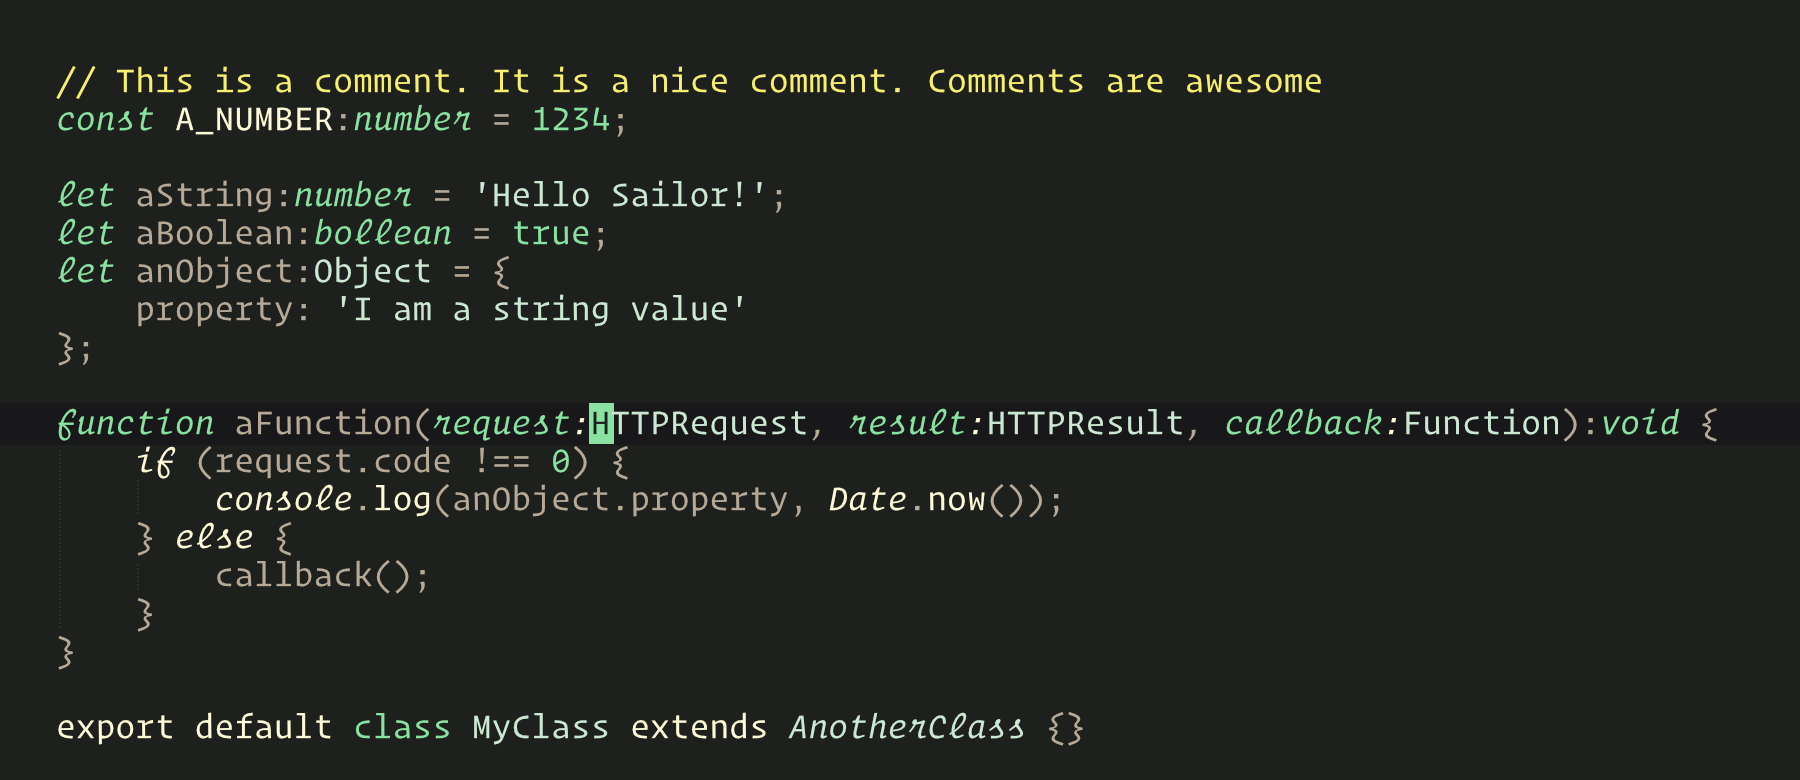 // This is a comment. It is a nice comment. Comments are awesome
const A_NUMBER:number = 1234;
let aString:number = 'Hello Sailor!';
let aBoolean:bollean = true;
let anObject:Object = {
    property: 'I am a string value'
};
function aFunction(request:HTTPRequest, result:HTTPResult, callback:Function):void {
    if (request.code !== 0) {
        console.log(anObject.property, Date.now());
    } else {
        callback();
    }
}
export default class MyClass extends AnotherClass {}